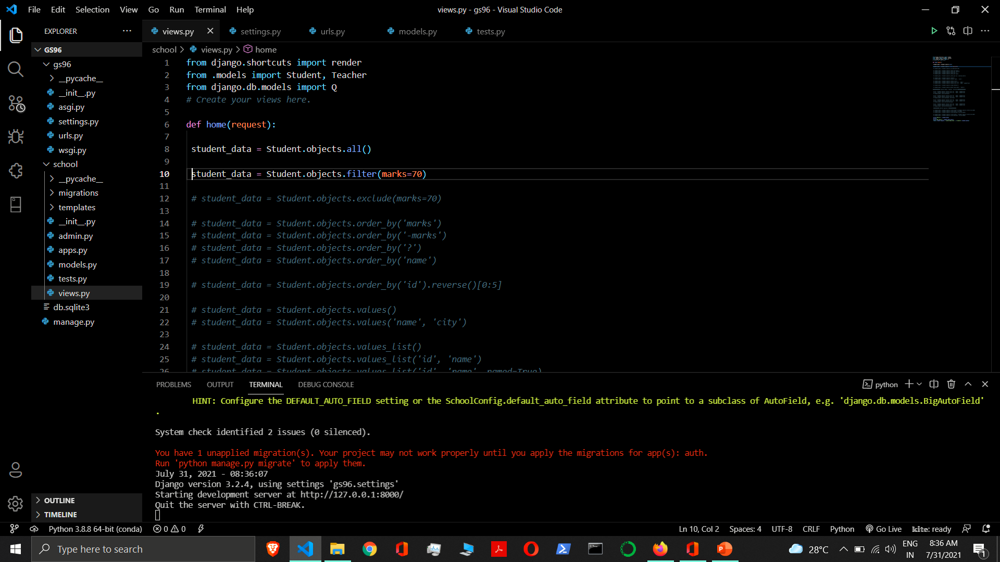 File Edit Selection View Go Run Terminal Help
views.py - gs96 - Visual Studio Code
EXPLORER
views.py settings.py urls.py models.py tests.py
GS96
gs96
__pycache__
__init__.py
asgi.py
settings.py
urls.py
wsgi.py
school
__pycache__
migrations
templates
__init__.py
admin.py
apps.py
models.py
tests.py
views.py
db.sqlite3
manage.py
OUTLINE
TIMELINE
school > views.py > home
1 from django.shortcuts import render
2 from .models import Student, Teacher
3 from django.db.models import Q
4 # Create your views here.
5
6 def home(request):
7
8 student_data = Student.objects.all()
9
10 student_data = Student.objects.filter(marks=70)
11
12 # student_data = Student.objects.exclude(marks=70)
13
14 # student_data = Student.objects.order_by('marks')
15 # student_data = Student.objects.order_by('-marks')
16 # student_data = Student.objects.order_by('?')
17 # student_data = Student.objects.order_by('name')
18
19 # student_data = Student.objects.order_by('id').reverse()[0:5]
20
21 # student_data = Student.objects.values()
22 # student_data = Student.objects.values('name', 'city')
23
24 # student_data = Student.objects.values_list()
25 # student_data = Student.objects.values_list('id', 'name')
26 # student_data = Student.objects.values_list('id', 'name', named=True)
PROBLEMS OUTPUT TERMINAL DEBUG CONSOLE
python
HINT: Configure the DEFAULT_AUTO_FIELD setting or the SchoolConfig.default_auto_field attribute to point to a subclass of AutoField, e.g. 'django.db.models.BigAutoField'
.
System check identified 2 issues (0 silenced).
You have 1 unapplied migration(s). Your project may not work properly until you apply the migrations for app(s): auth.
Run 'python manage.py migrate' to apply them.
July 31, 2021 - 08:36:07
Django version 3.2.4, using settings 'gs96.settings'
Starting development server at http://127.0.0.1:8000/
Quit the server with CTRL-BREAK.
Python 3.8.8 64-bit (conda) 0 0
Ln 10, Col 2 Spaces: 4 UTF-8 CRLF Python Go Live kite: ready
Type here to search
28°C
ENG
IN
8:36 AM
7/31/2021
1